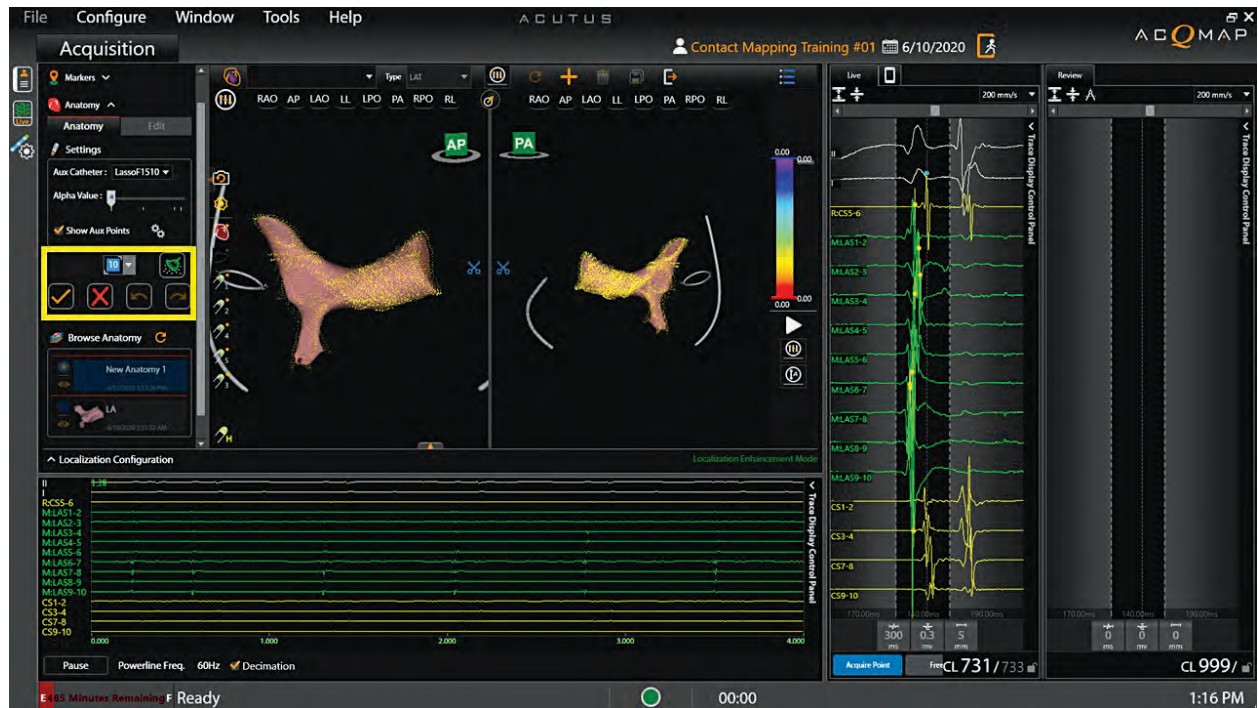 File Configure Window Tools Help
ACUTUS
ACQMAP
Acquisition
Contact Mapping Training #01 6/10/2020
Markers
Anatomy
Anatomy Edit
Settings
Aux Catheter: LassoF1510
Alpha Value:
Show Aux Points
10
Browse Anatomy
New Anatomy 1
LA
Type LAT
RAO AP LAO LL LPO PA RPO RL
RAO AP LAO LL LPO PA RPO RL
AP
PA
0.00 0.00
0.00 0.00
Localization Configuration
Localization Enhancement Mode
II
I
R:CS5-6
M:LAS1-2
M:LAS2-3
M:LAS3-4
M:LAS4-5
M:LAS5-6
M:LAS6-7
M:LAS7-8
M:LAS8-9
M:LAS9-10
CS1-2
CS3-4
CS7-8
CS9-10
0.000 1.000 2.000 3.000 4.000
Trace Display Control Panel
Pause Powerline Freq. 60Hz Decimation
Live
200 mm/s
II
I
R:CS5-6
M:LAS1-2
M:LAS2-3
M:LAS3-4
M:LAS4-5
M:LAS5-6
M:LAS6-7
M:LAS7-8
M:LAS8-9
M:LAS9-10
CS1-2
CS3-4
CS7-8
CS9-10
Trace Display Control Panel
170.00ms 140.00ms 190.00ms
300 0.3 5
ms mv mm
Acquire Point Free CL 731/733
Review
200 mm/s
Trace Display Control Panel
170.00ms 140.00ms 190.00ms
0 0 0
ms mv mm
CL 999/
E 485 Minutes Remaining F Ready
00:00
1:16 PM